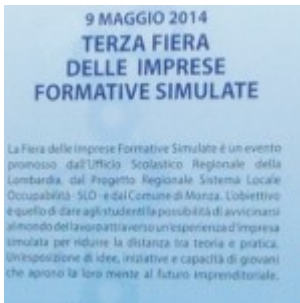 9 MAGGIO 2014
TERZA FIERA
DELLE IMPRESE
FORMATIVE SIMULATE
La Fiera delle Imprese Formative Simulate è un evento
promosso dall'Ufficio Scolastico Regionale della
Lombardia, dal Progetto Regionale Sistema Locale
Occupabilità - SLO - e dal Comune di Monza. L'obiettivo
è quello di dare agli studenti la possibilità di avvicinarsi
al mondo del lavoro attraverso un'esperienza d'impresa
simulata per ridurre la distanza tra teoria e pratica.
Un'esposizione di idee, iniziative e capacità di giovani
che aprono la loro mente al futuro imprenditoriale.